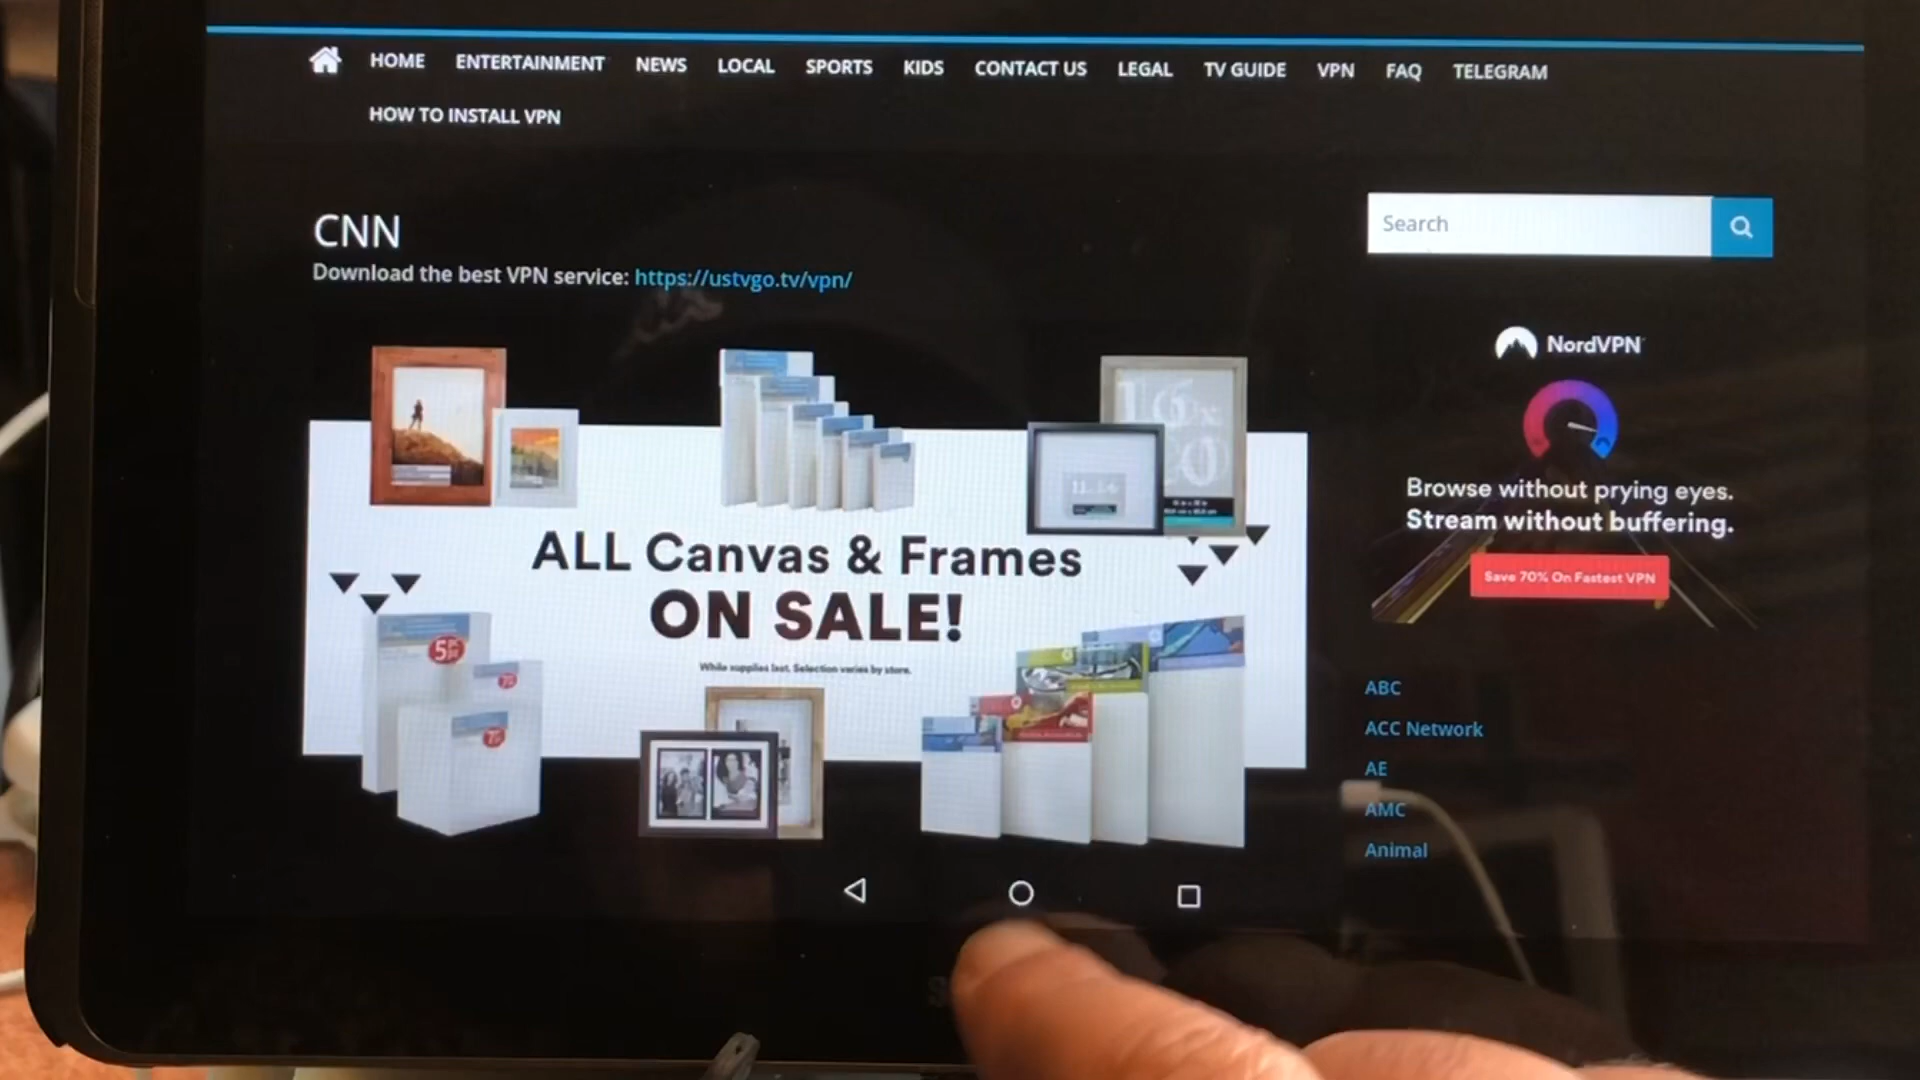 HOME ENTERTAINMENT NEWS LOCAL SPORTS KIDS CONTACT US LEGAL TV GUIDE VPN FAQ TELEGRAM
HOW TO INSTALL VPN
Search
CNN
Download the best VPN service: https://ustvgo.tv/vpn/
NordVPN
16x
20
11x14
Browse without prying eyes.
Stream without buffering.
Save 70% On Fastest VPN
ALL Canvas & Frames
ON SALE!
While supplies last. Selection varies by store.
ABC
ACC Network
AE
AMC
Animal